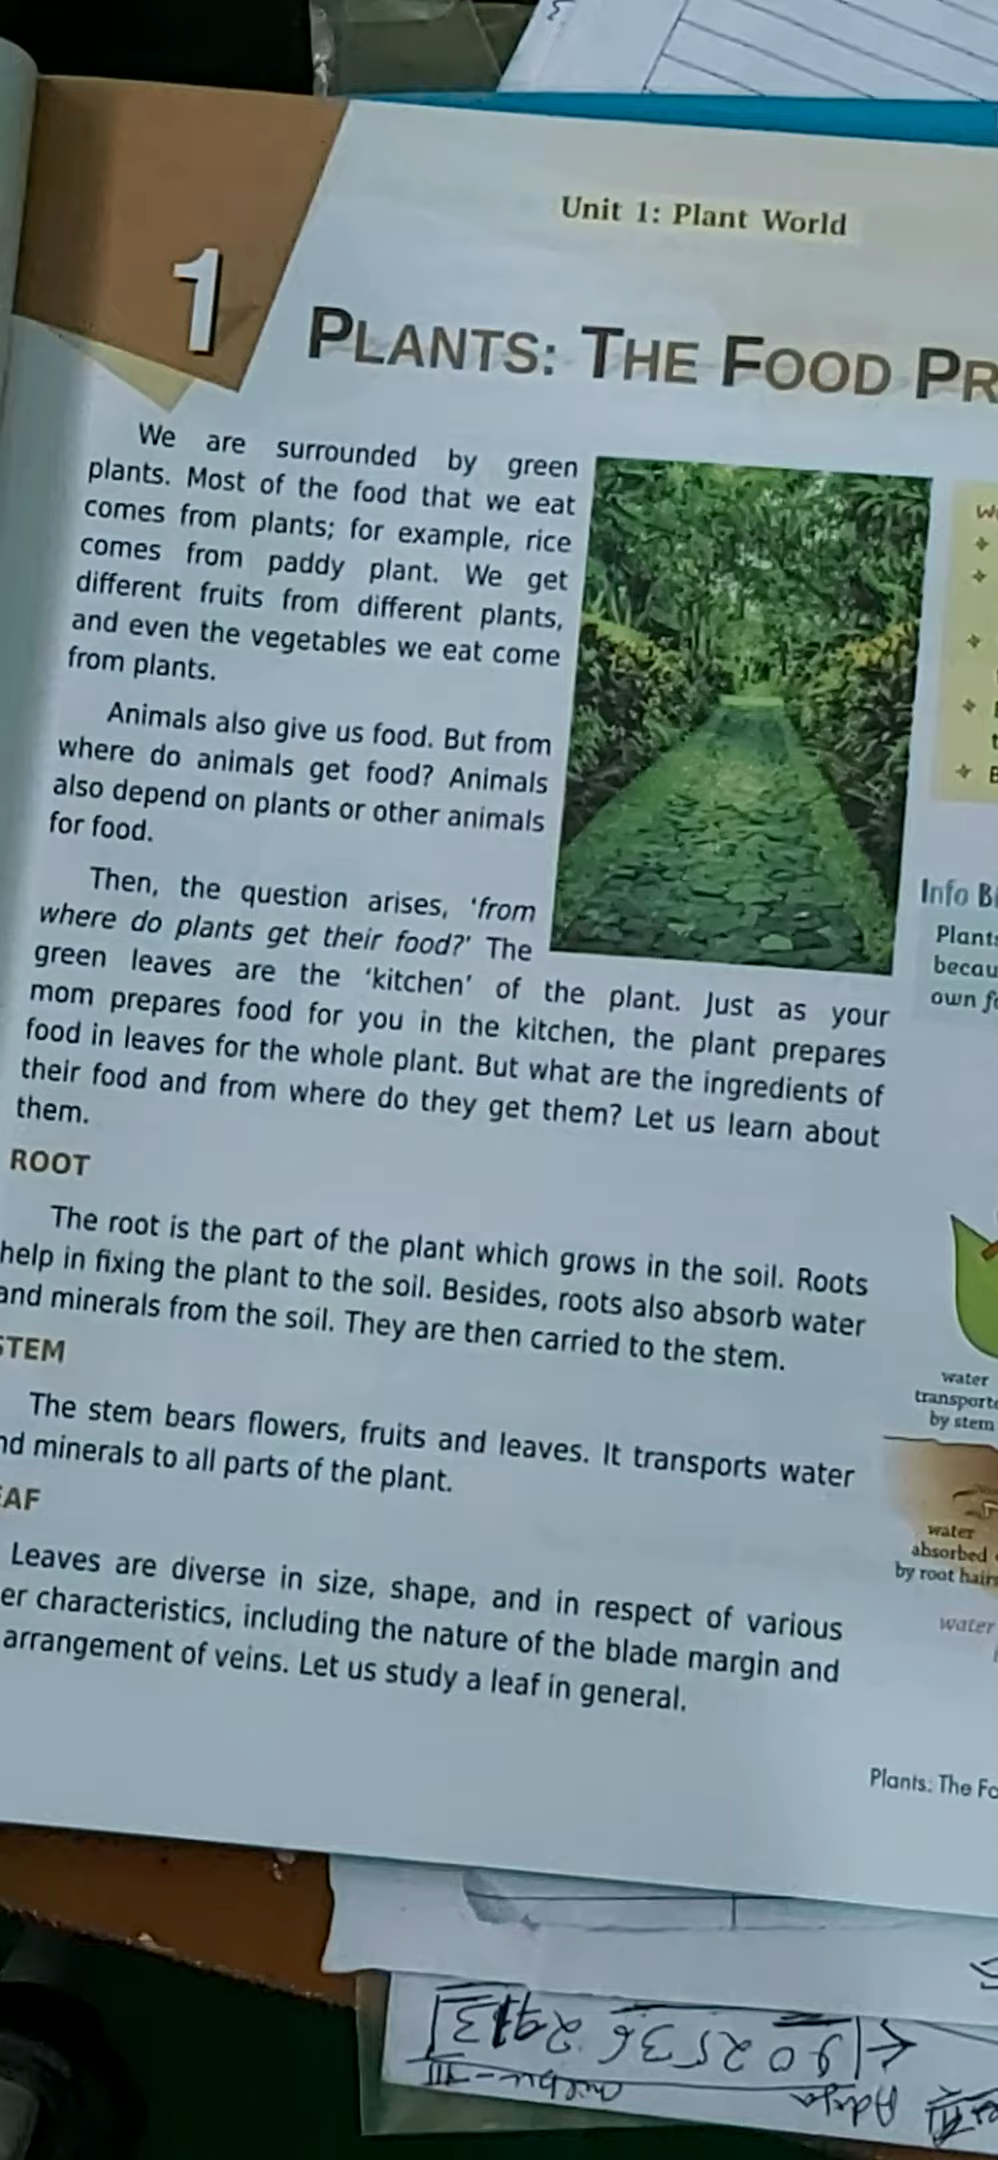 Unit 1: Plant World
1
PLANTS: THE FOOD
We are surrounded by green
plants. Most of the food that we eat
comes from plants; for example, rice
comes from paddy plant. We get
different fruits from different plants,
and even the vegetables we eat come
from plants.
Animals also give us food. But from
where do animals get food? Animals
also depend on plants or other animals
for food.
Then, the question arises, ‘from
where do plants get their food?’ The
green leaves are the ‘kitchen’ of the plant. Just as your
mom prepares food for you in the kitchen, the plant prepares
food in leaves for the whole plant. But what are the ingredients of
their food and from where do they get them? Let us learn about
them.
ROOT
The root is the part of the plant which grows in the soil. Roots
help in fixing the plant to the soil. Besides, roots also absorb water
and minerals from the soil. They are then carried to the stem.
STEM
The stem bears flowers, fruits and leaves. It transports water
nd minerals to all parts of the plant.
EAF
Leaves are diverse in size, shape, and in respect of various
er characteristics, including the nature of the blade margin and
arrangement of veins. Let us study a leaf in general.
Info
Plants
becau
own
water
transporte
by stem
water
absorbed
by root hairs
water
Plants: The Fo